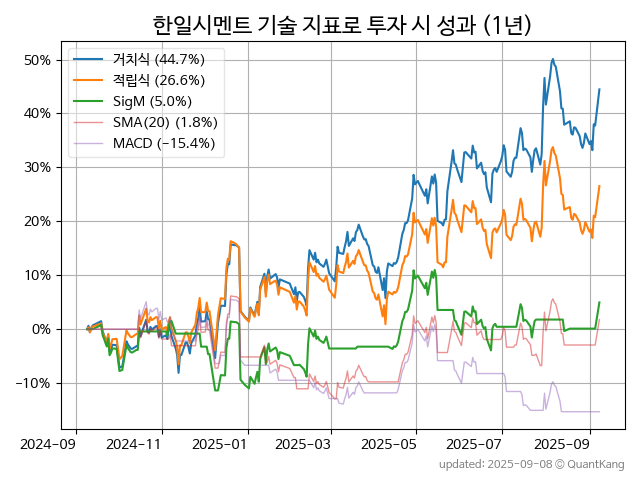 한일시멘트 기술 지표로 투자 시 성과 (1년)
거치식 (44.7%)
적립식 (26.6%)
SigM (5.0%)
SMA(20) (1.8%)
MACD (−15.4%)
50%
40%
30%
20%
10%
0%
−10%
2024-09 2024-11 2025-01 2025-03 2025-05 2025-07 2025-09
updated: 2025-09-08 © QuantKang